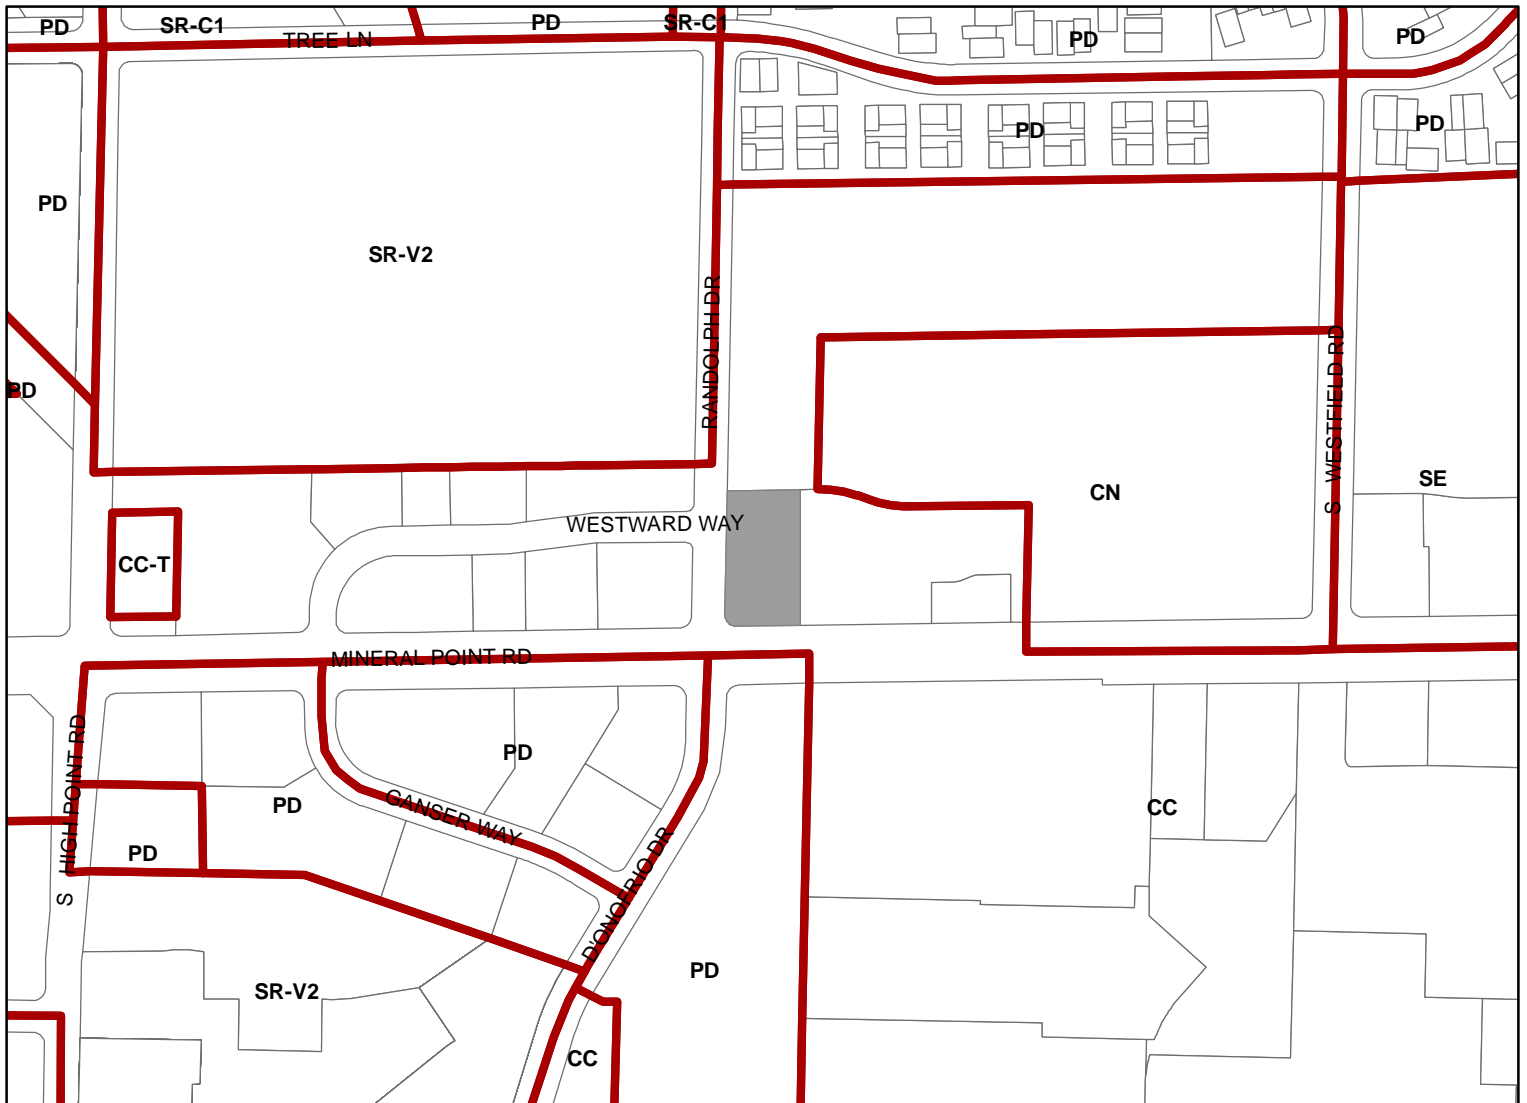 PD
SR-C1
PD
SR-C1
TREE LN
PD
PD
PD
PD
PD
SR-V2
RANDOLPH DR
PD
S WESTFIELD RD
SE
CN
WESTWARD WAY
CC-T
MINERAL POINT RD
S HIGH POINT RD
PD
GANSER WAY
PD
CC
PD
D'ONOFRIO DR
PD
SR-V2
CC